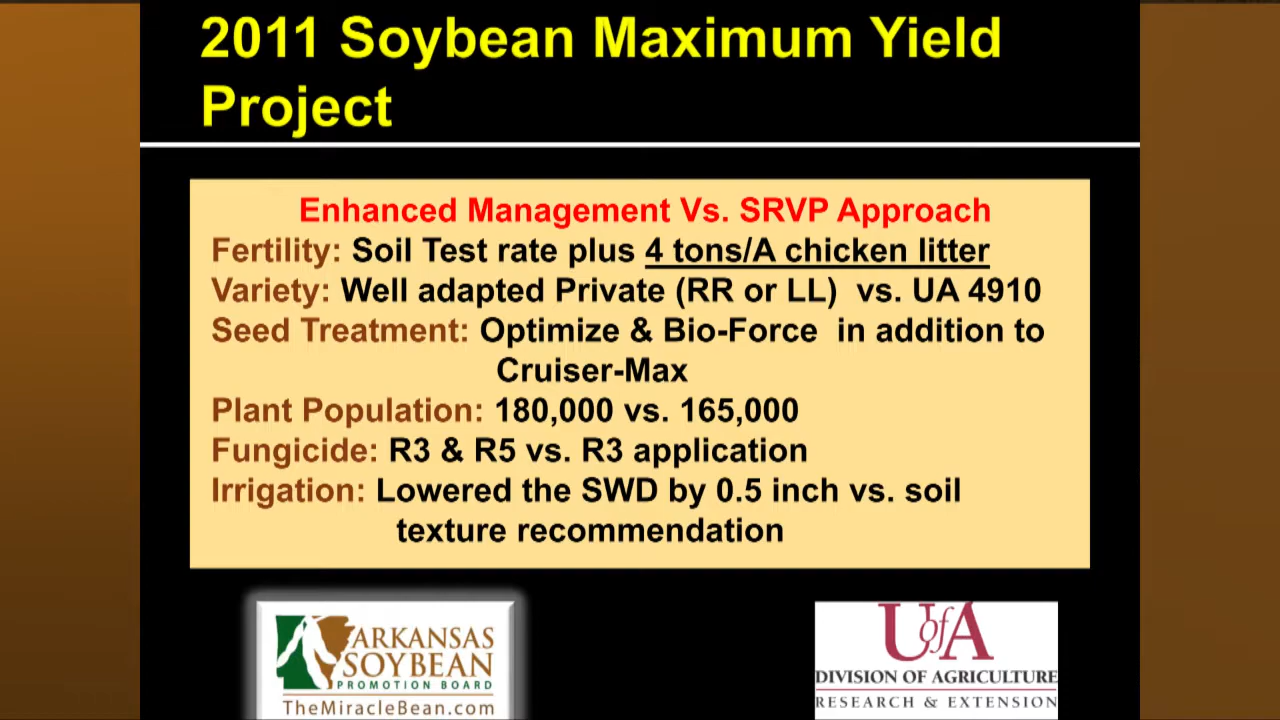 2011 Soybean Maximum Yield
Project
Enhanced Management Vs. SRVP Approach
Fertility: Soil Test rate plus 4 tons/A chicken litter
Variety: Well adapted Private (RR or LL) vs. UA 4910
Seed Treatment: Optimize & Bio-Force in addition to
Cruiser-Max
Plant Population: 180,000 vs. 165,000
Fungicide: R3 & R5 vs. R3 application
Irrigation: Lowered the SWD by 0.5 inch vs. soil
texture recommendation
ARKANSAS
SOYBEAN
PROMOTION BOARD
TheMiracleBean.com
UofA
DIVISION OF AGRICULTURE
RESEARCH & EXTENSION